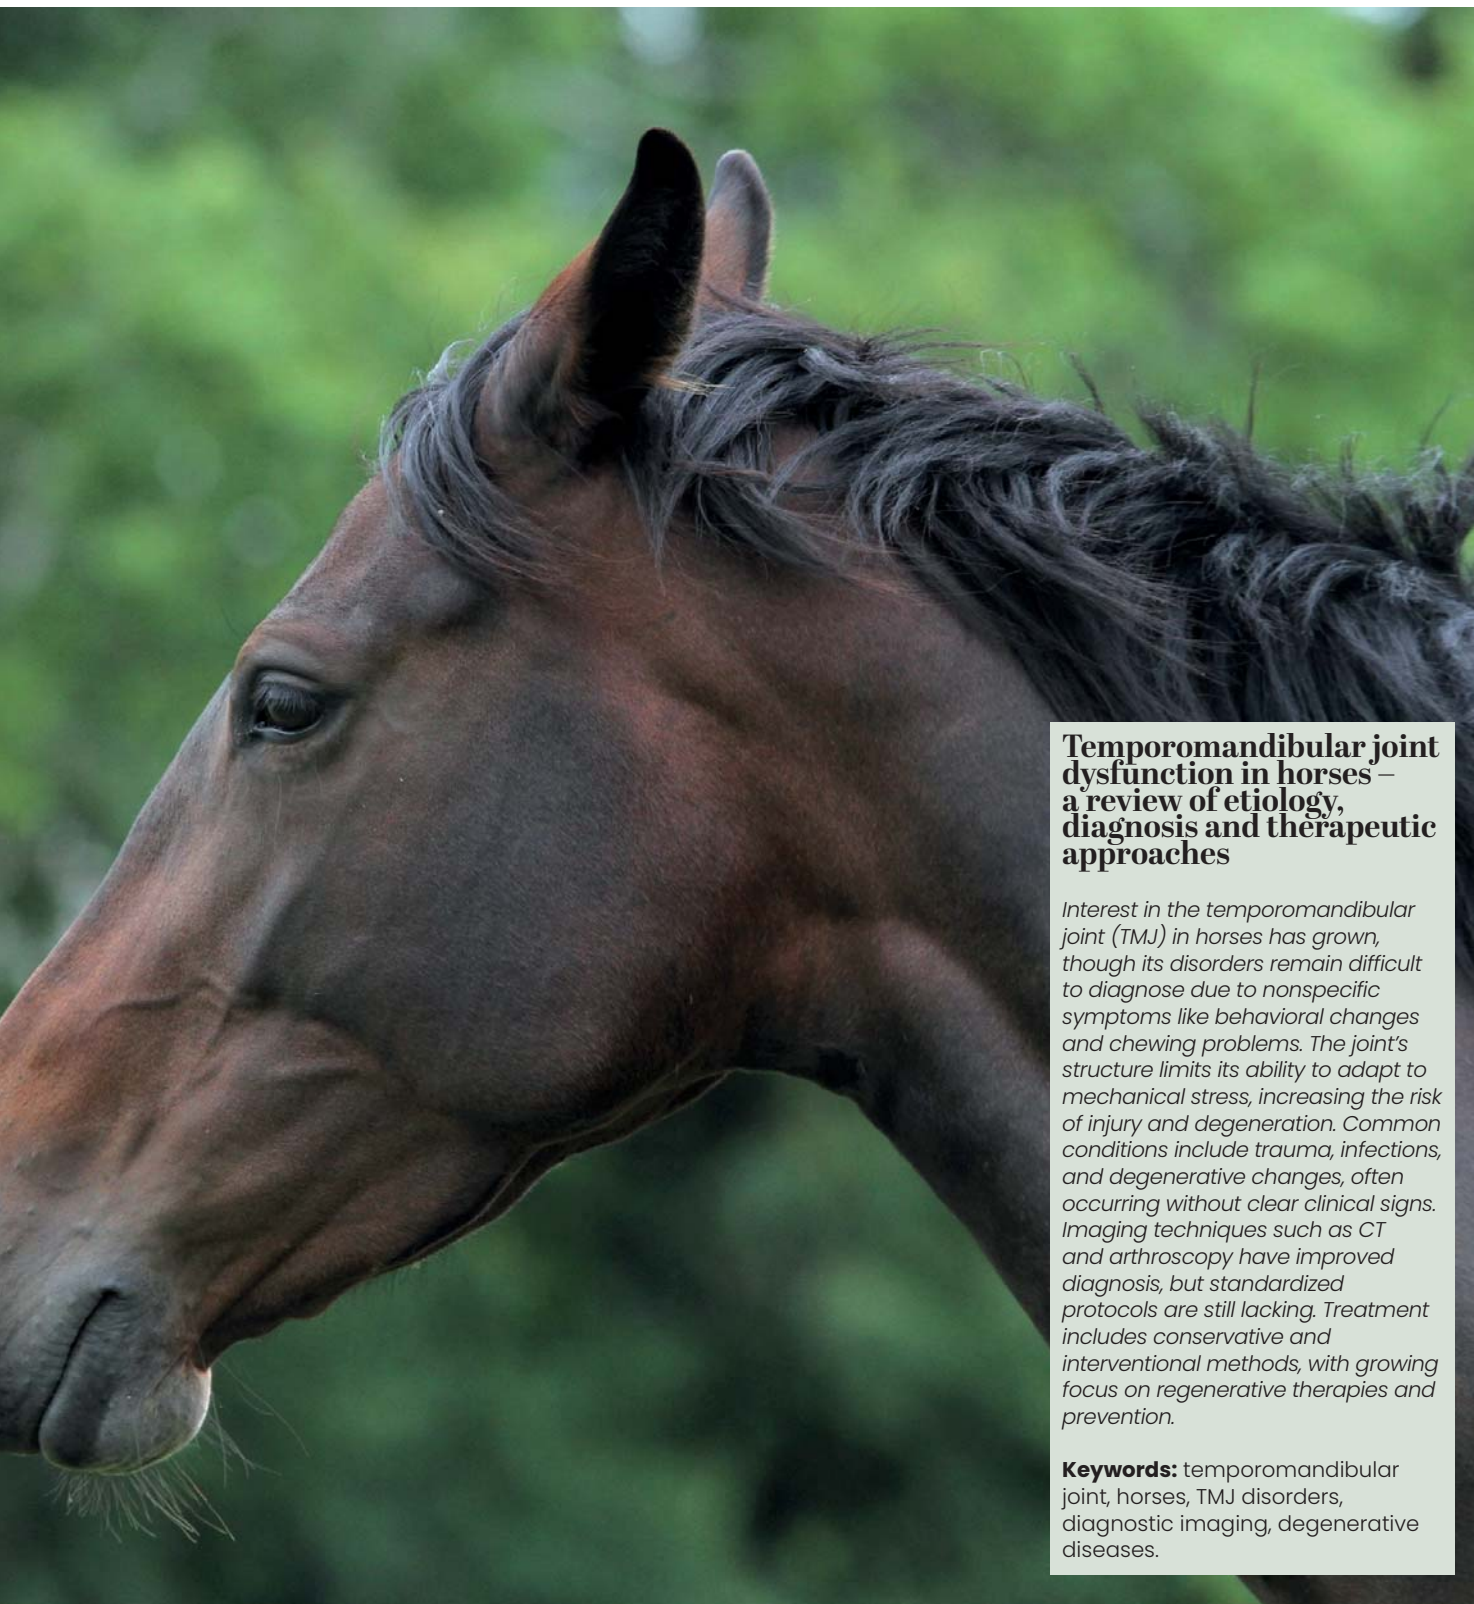 Temporomandibular joint
dysfunction in horses –
a review of etiology,
diagnosis and therapeutic
approaches
Interest in the temporomandibular
joint (TMJ) in horses has grown,
though its disorders remain difficult
to diagnose due to nonspecific
symptoms like behavioral changes
and chewing problems. The joint’s
structure limits its ability to adapt to
mechanical stress, increasing the risk
of injury and degeneration. Common
conditions include trauma, infections,
and degenerative changes, often
occurring without clear clinical signs.
Imaging techniques such as CT
and arthroscopy have improved
diagnosis, but standardized
protocols are still lacking. Treatment
includes conservative and
interventional methods, with growing
focus on regenerative therapies and
prevention.
Keywords: temporomandibular
joint, horses, TMJ disorders,
diagnostic imaging, degenerative
diseases.